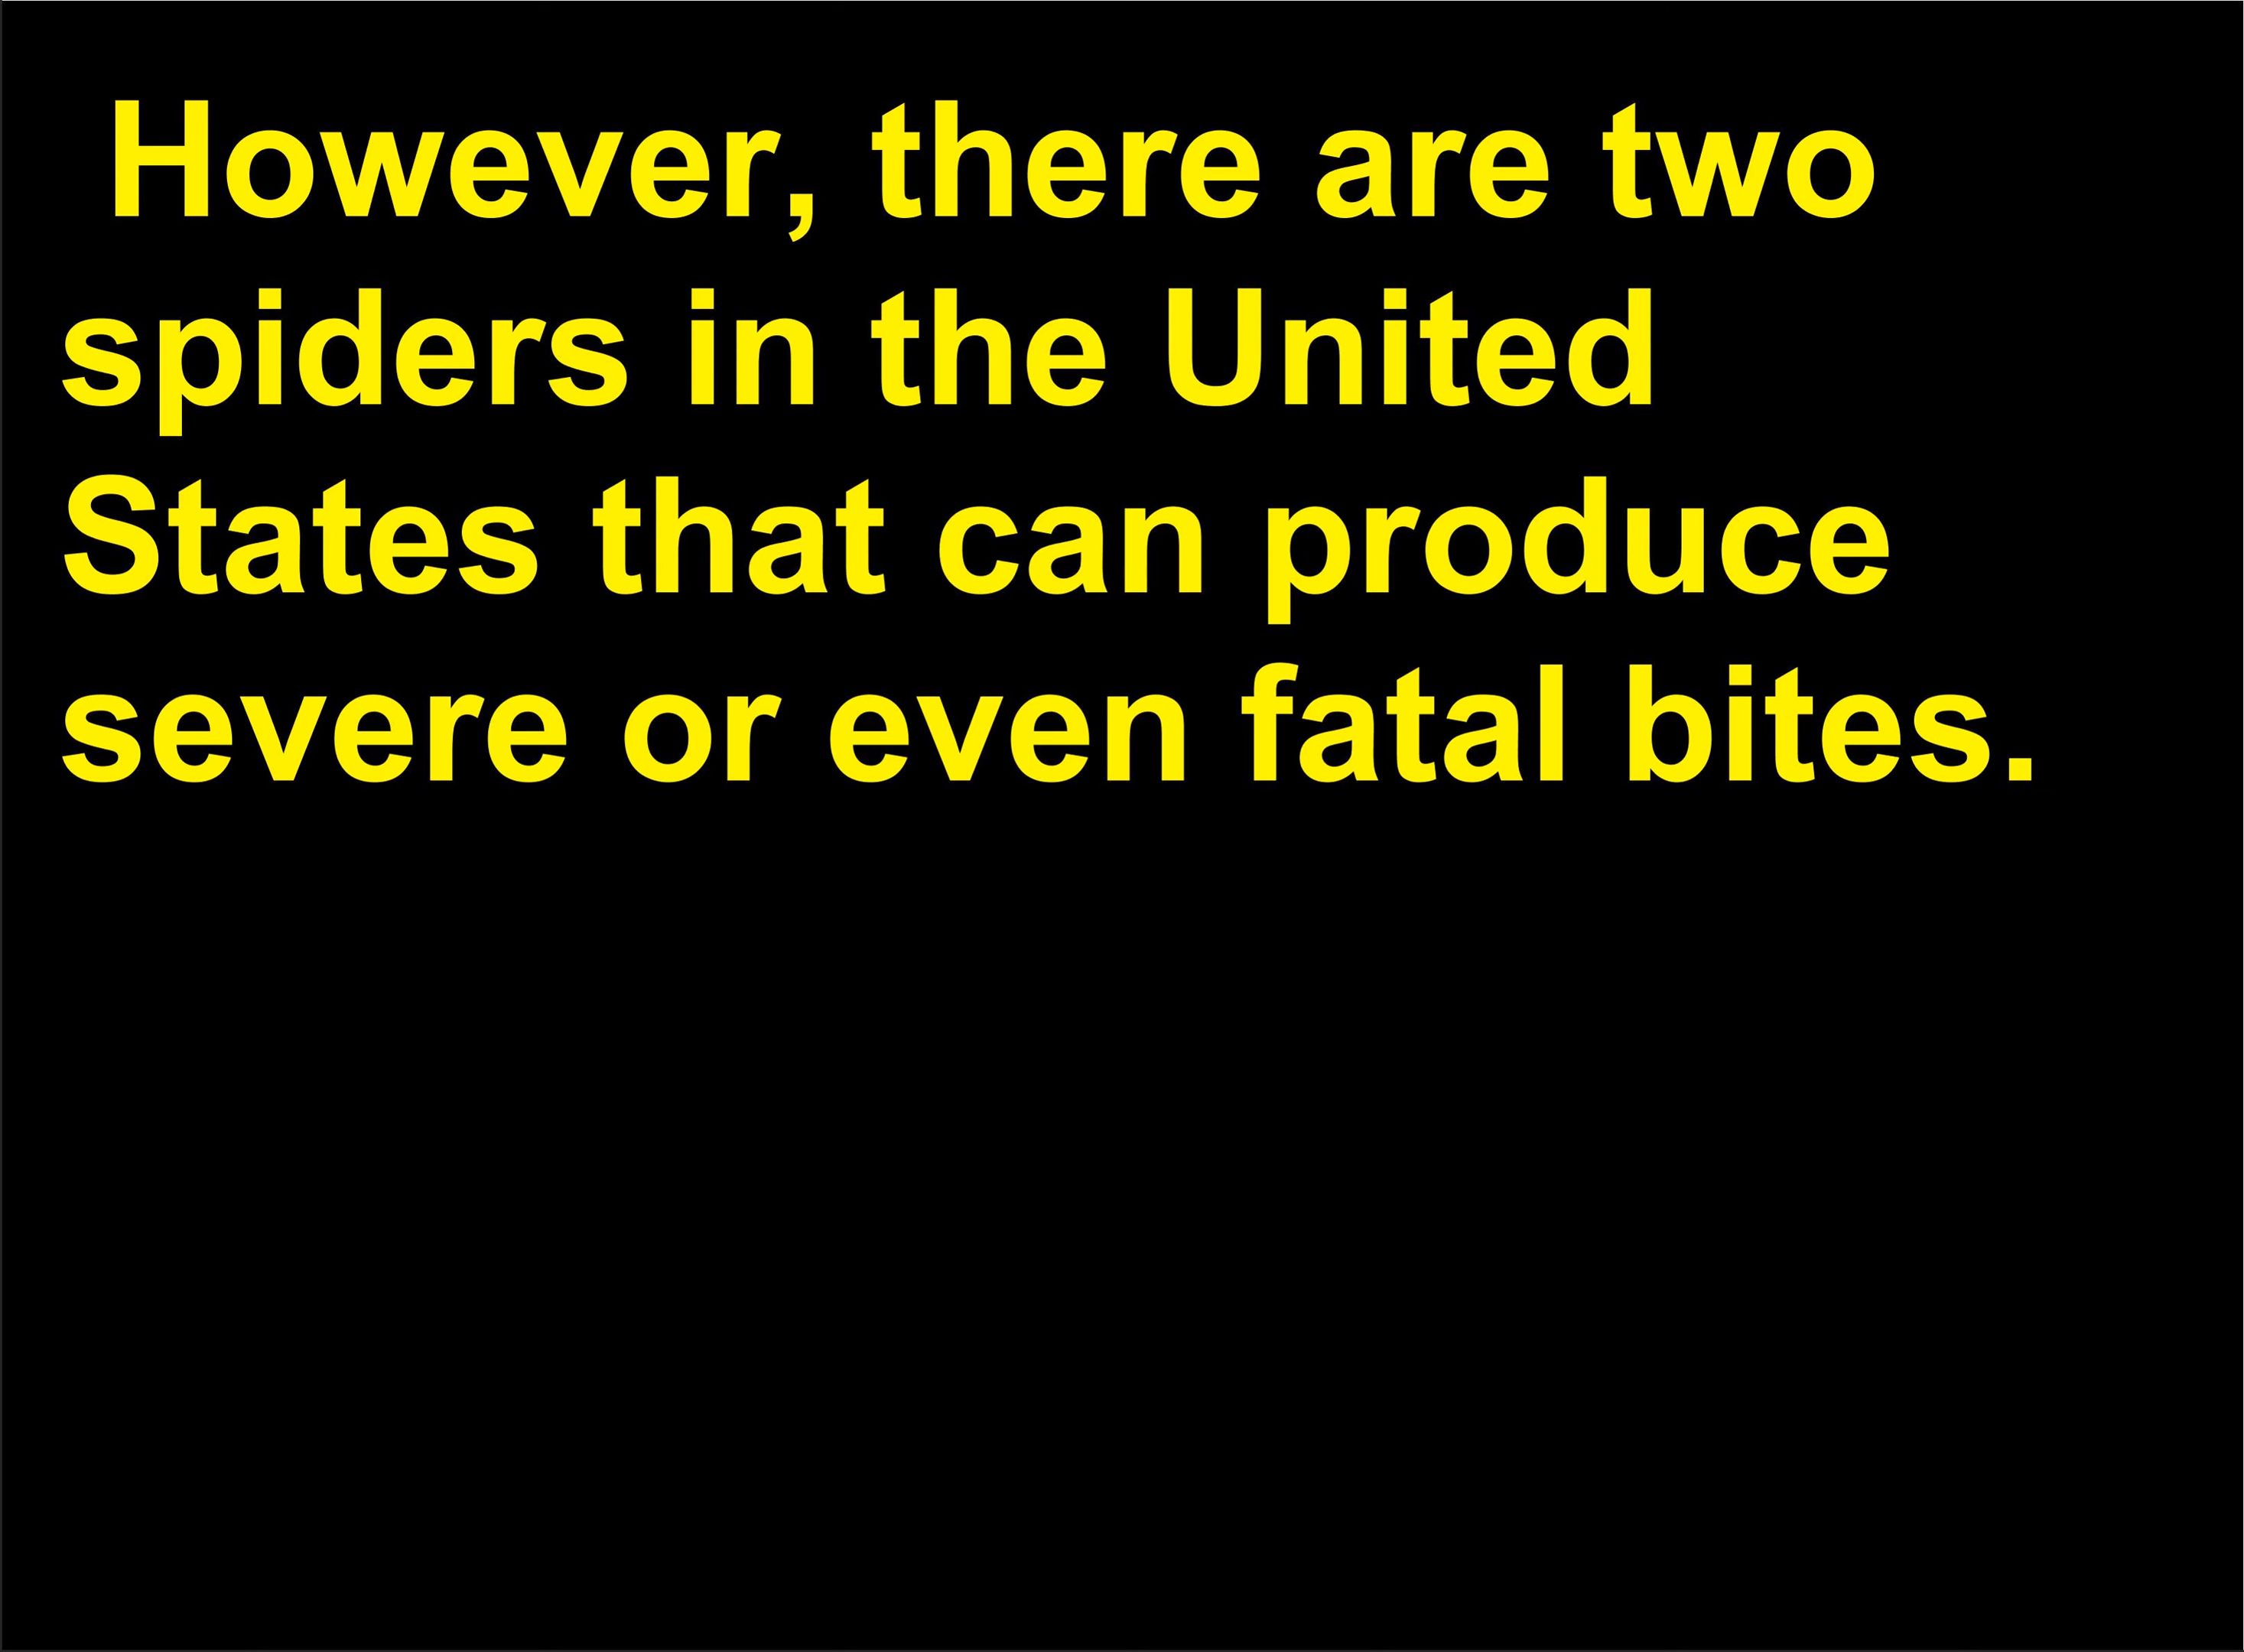 However, there are two
spiders in the United
States that can produce
severe or even fatal bites.